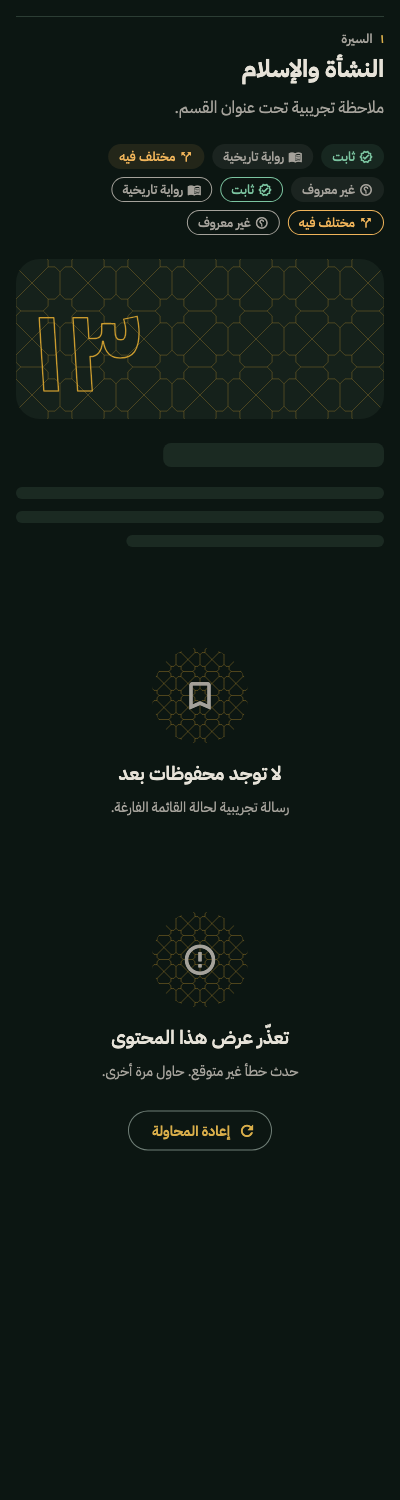 ١ السيرة
النشأة والإسلام
ملاحظة تجريبية تحت عنوان القسم.
ثابت رواية تاريخية مختلف فيه
غير معروف ثابت رواية تاريخية
مختلف فيه غير معروف
١٣
لا توجد محفوظات بعد
رسالة تجريبية لحالة القائمة الفارغة.
تعذّر عرض هذا المحتوى
حدث خطأ غير متوقع. حاول مرة أخرى.
إعادة المحاولة